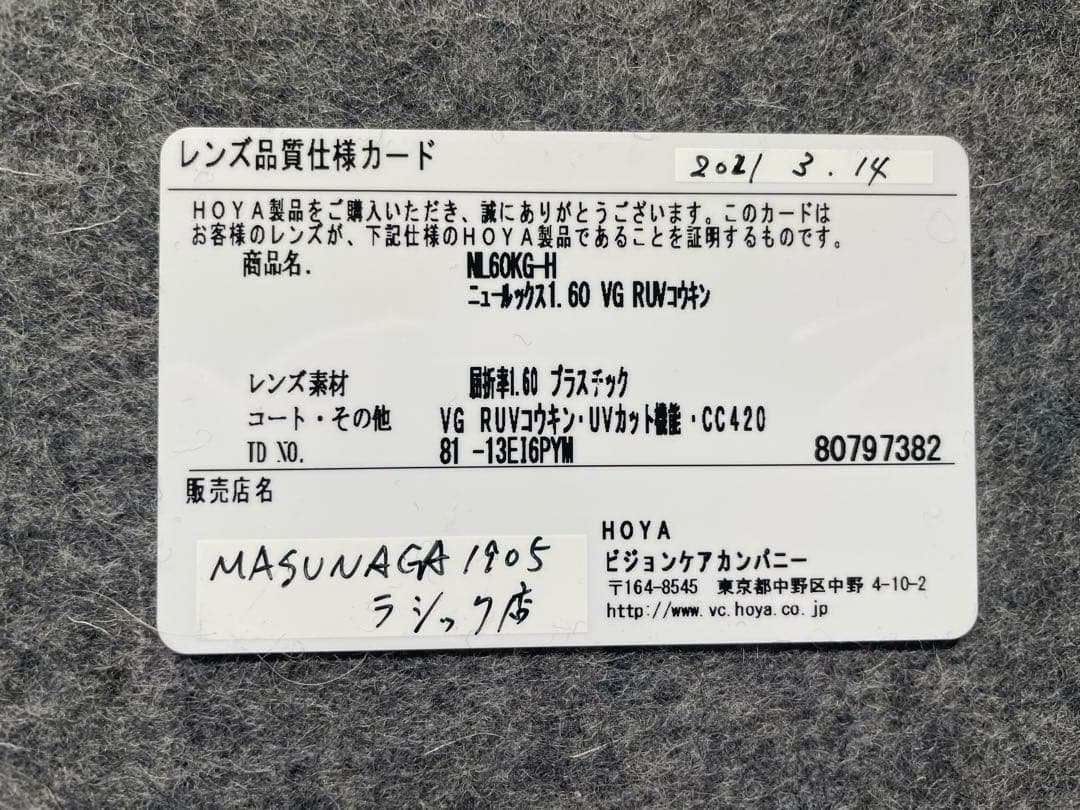 レンズ品質仕様カード
2021 3.14
HOYA製品をご購入いただき、誠にありがとうございます。このカードは
お客様のレンズが、下記仕様のHOYA製品であることを証明するものです。
商品名. NL60KG-H
ニュールックス1.60 VG RUVコウキン
レンズ素材 屈折率1.60 プラスチック
コート・その他 VG RUVコウキン・UVカット機能・CC420
ID NO. 81 -13EI6PYM 80797382
販売店名
MASUNAGA1905
ラシック店
HOYA
ビジョンケアカンパニー
〒164-8545 東京都中野区中野 4-10-2
http://www.vc.hoya.co.jp